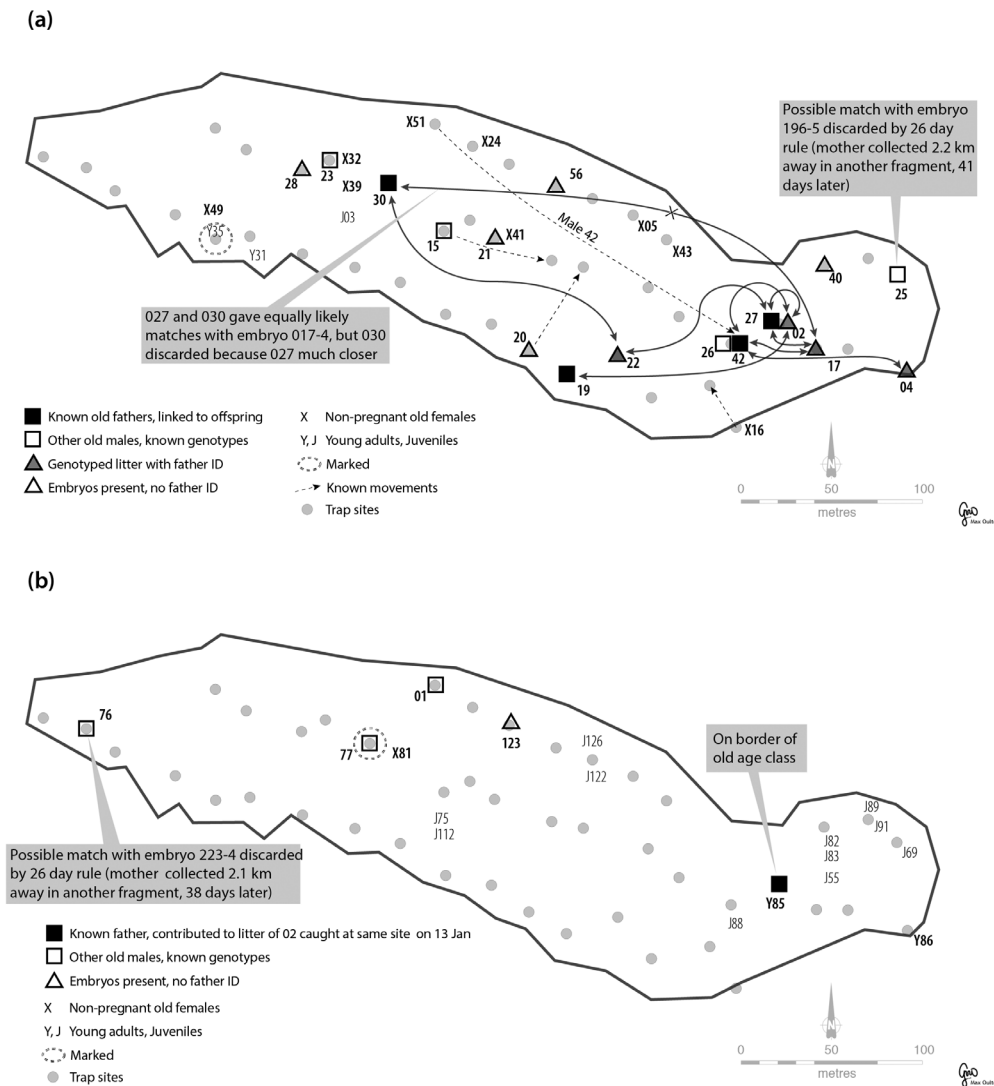 (a)
X51
X24
Possible match with embryo
196-5 discarded by 26 day
rule (mother collected 2.2 km
away in another fragment, 41
days later)
X32
23
28
X39
30
56
J03
X49
Y35
Y31
X05
X43
Male 42
15
X41
21
40
25
027 and 030 gave equally likely
matches with embryo 017-4, but 030
discarded because 027 much closer
27
02
20
26
42
17
22
19
04
X16
Known old fathers, linked to offspring
Other old males, known genotypes
Genotyped litter with father ID
Embryos present, no father ID
X Non-pregnant old females
Y, J Young adults, Juveniles
Marked
Known movements
Trap sites
N
0 50 100
metres
Max Oulton
(b)
76
01
123
77
X81
J126
J122
On border of
old age class
J75
J112
J89
J91
J82
J83
J69
J55
Possible match with embryo 223-4 discarded
by 26 day rule (mother collected 2.1 km
away in another fragment, 38 days later)
Y85
J88
Y86
Known father, contributed to litter of 02 caught at same site on 13 Jan
Other old males, known genotypes
Embryos present, no father ID
X Non-pregnant old females
Y, J Young adults, Juveniles
Marked
Trap sites
N
0 50 100
metres
Max Oulton